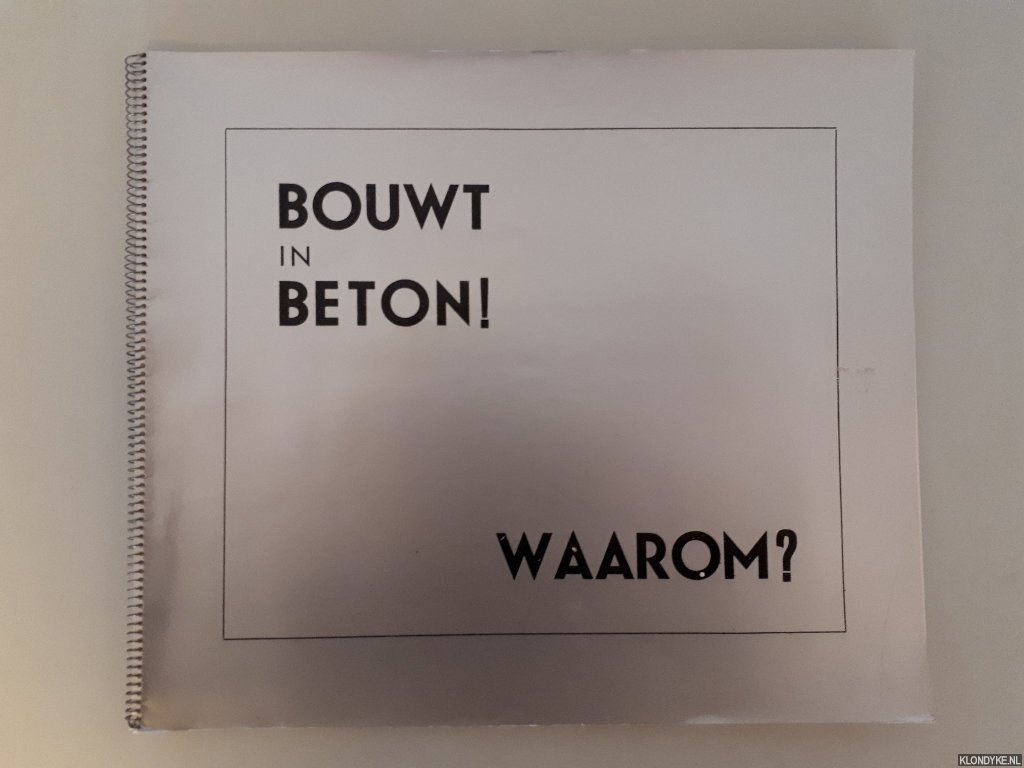 BOUWT
IN
BETON!
WAAROM?
KLONDYKE.NL